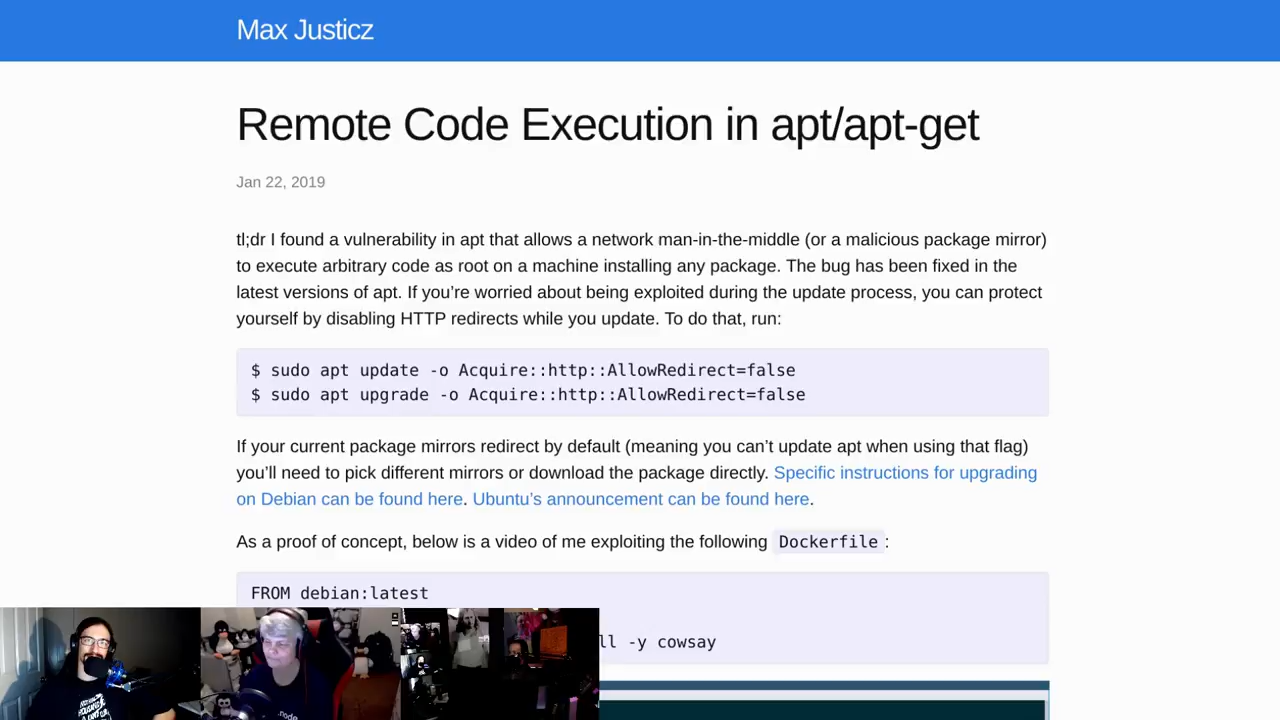 Max Justicz
Remote Code Execution in apt/apt-get
Jan 22, 2019
tl;dr I found a vulnerability in apt that allows a network man-in-the-middle (or a malicious package mirror)
to execute arbitrary code as root on a machine installing any package. The bug has been fixed in the
latest versions of apt. If you’re worried about being exploited during the update process, you can protect
yourself by disabling HTTP redirects while you update. To do that, run:
$ sudo apt update -o Acquire::http::AllowRedirect=false
$ sudo apt upgrade -o Acquire::http::AllowRedirect=false
If your current package mirrors redirect by default (meaning you can’t update apt when using that flag)
you’ll need to pick different mirrors or download the package directly. Specific instructions for upgrading
on Debian can be found here. Ubuntu’s announcement can be found here.
As a proof of concept, below is a video of me exploiting the following Dockerfile:
FROM debian:latest
ll -y cowsay